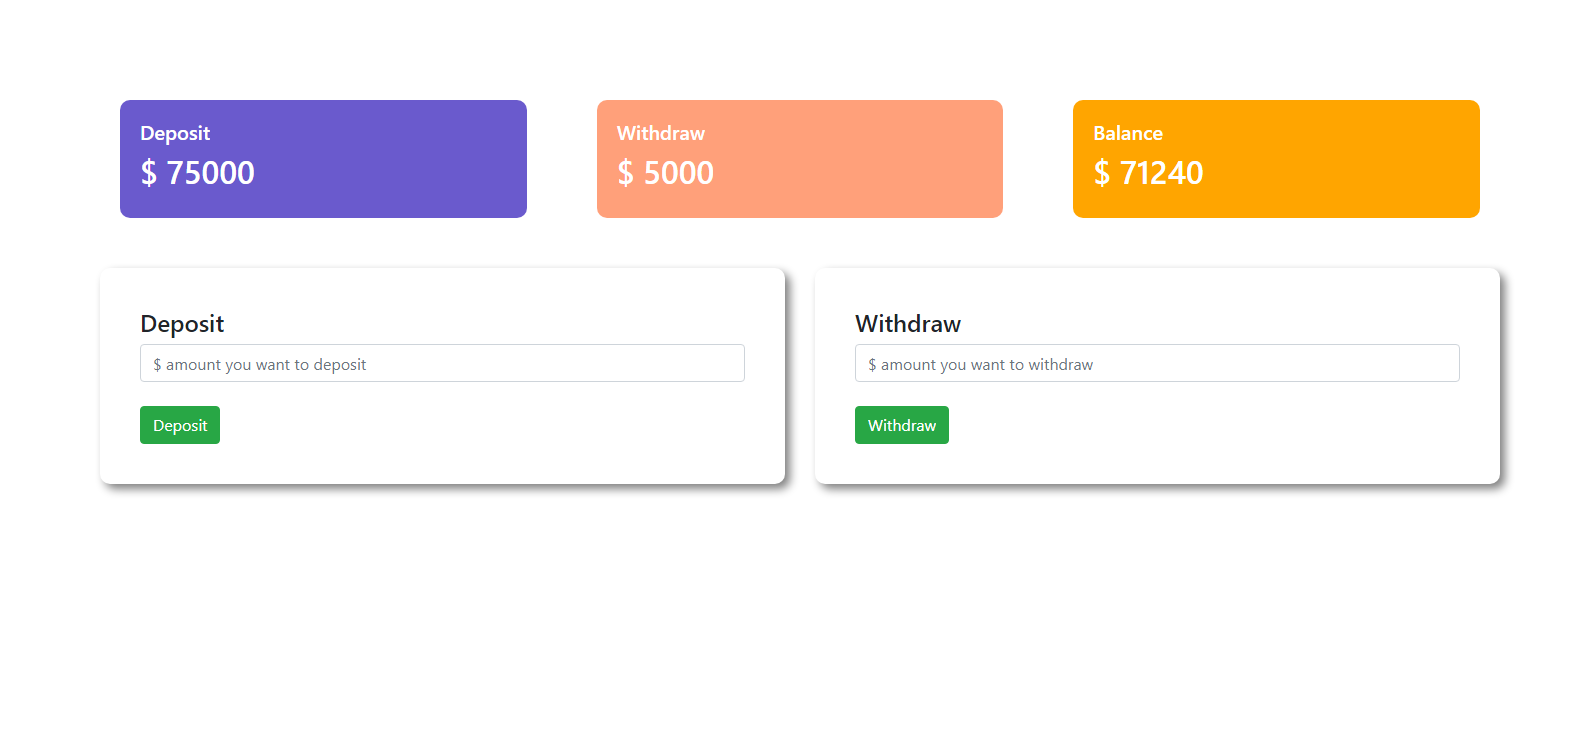 Deposit
$ 75000
Withdraw
$ 5000
Balance
$ 71240
Deposit
$ amount you want to deposit
Deposit
Withdraw
$ amount you want to withdraw
Withdraw